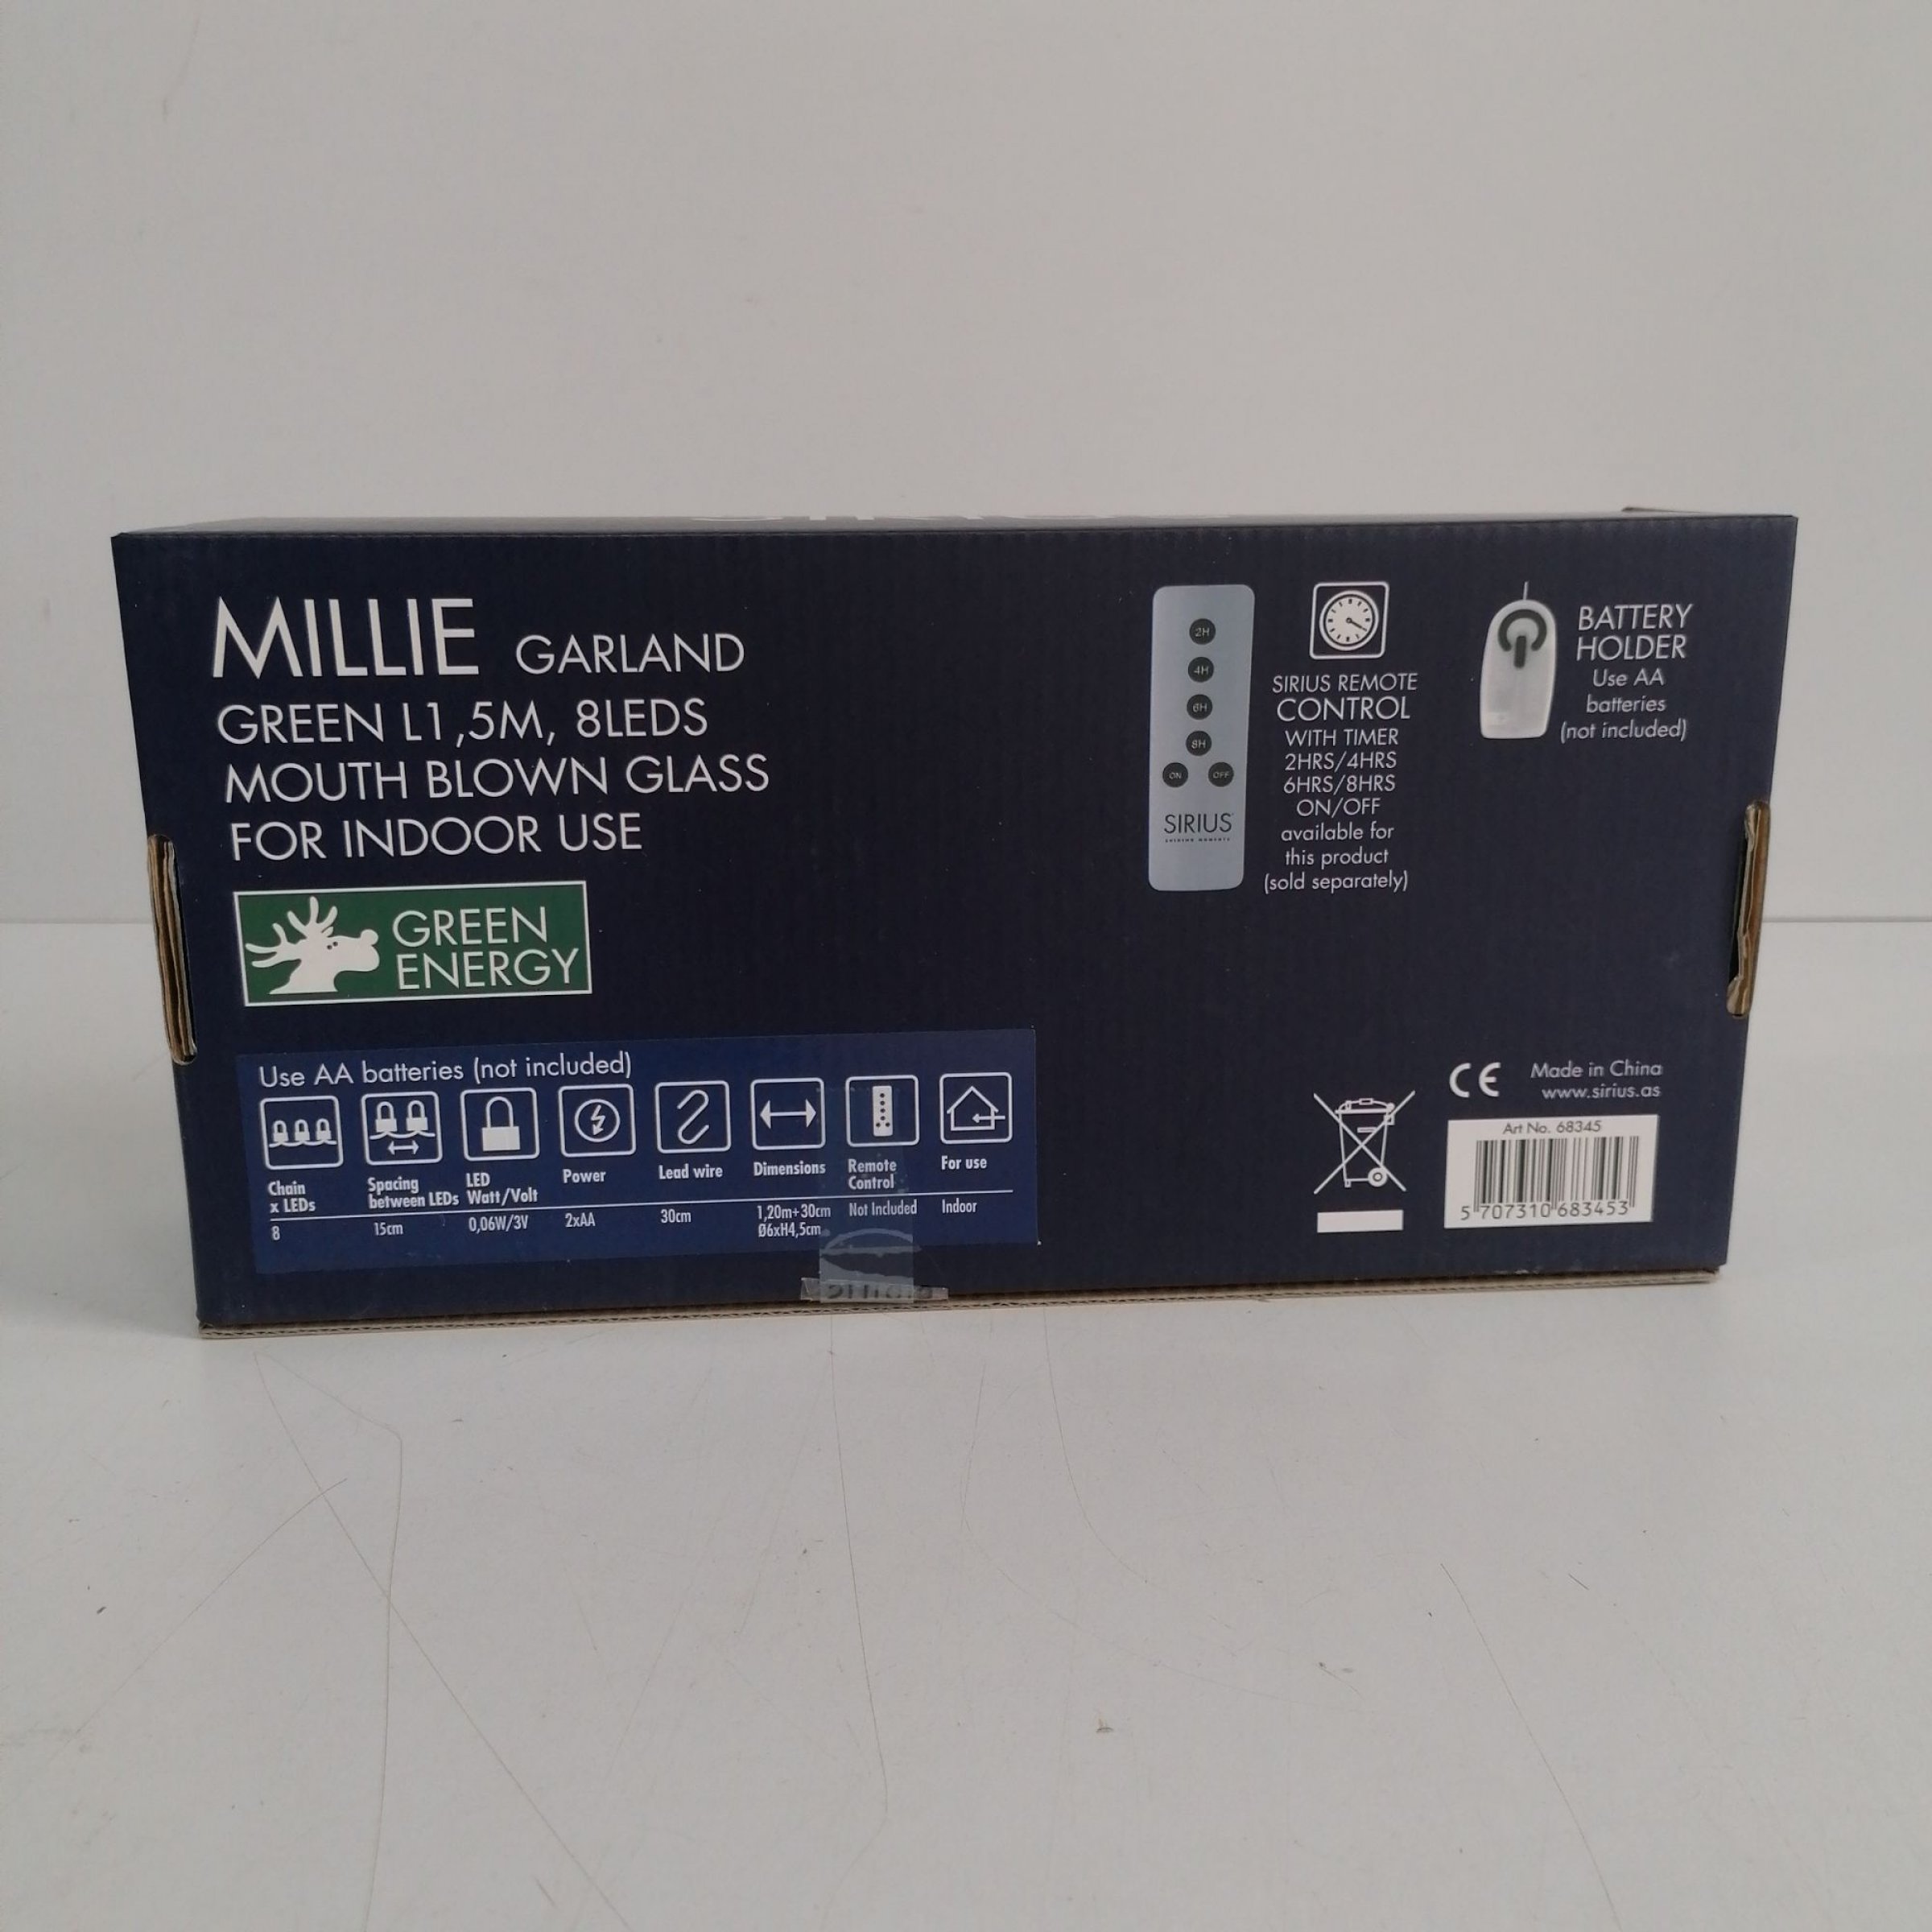 MILLIE GARLAND
GREEN L1,5M, 8LEDS
MOUTH BLOWN GLASS
FOR INDOOR USE
GREEN
ENERGY
Use AA batteries (not included)
Chain
x LEDs
8
Spacing
between LEDs
15cm
LED
Watt/Volt
0,06W/3V
Power
2xAA
Lead wire
30cm
Dimensions
1,20m+30cm
Ø6xH4,5cm
Remote
Control
Not Included
For use
Indoor
2H
4H
6H
8H
ON OFF
SIRIUS
SIRIUS REMOTE
CONTROL
WITH TIMER
2HRS/4HRS
6HRS/8HRS
ON/OFF
available for
this product
(sold separately)
BATTERY
HOLDER
Use AA
batteries
(not included)
CE
Made in China
www.sirius.as
Art No. 68345
5 707310 683453